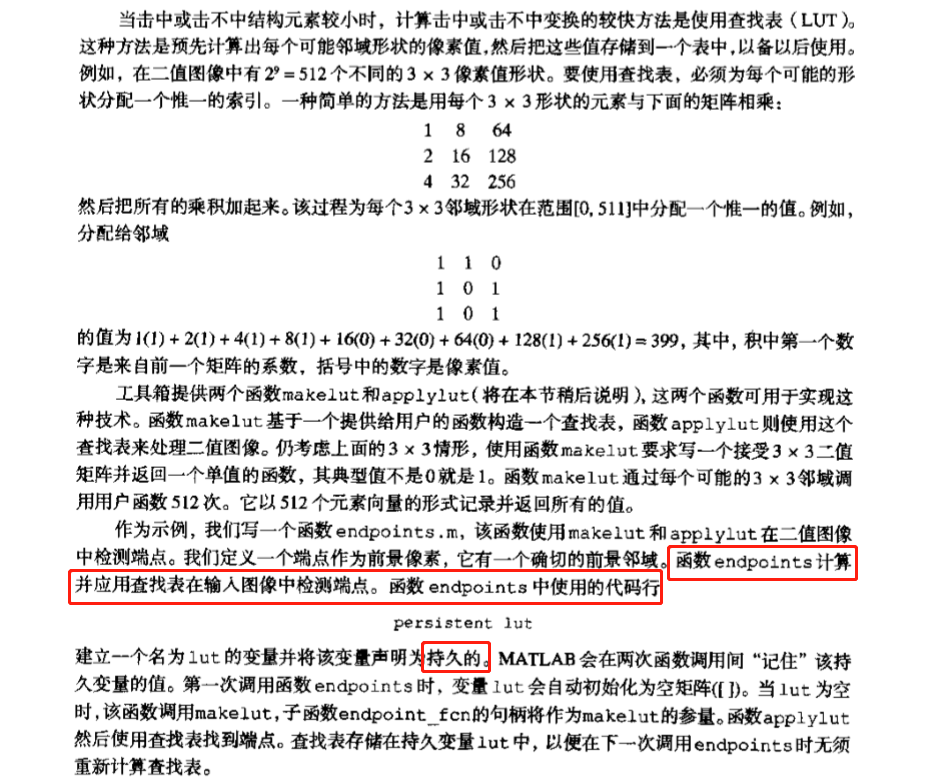 当击中或击不中结构元素较小时，计算击中或击不中变换的较快方法是使用查找表（LUT）。
这种方法是预先计算出每个可能邻域形状的像素值，然后把这些值存储到一个表中，以备以后使用。
例如，在二值图像中有2⁹=512个不同的3×3像素值形状。要使用查找表，必须为每个可能的形
状分配一个惟一的索引。一种简单的方法是用每个3×3形状的元素与下面的矩阵相乘：
1 8 64
2 16 128
4 32 256
然后把所有的乘积加起来。该过程为每个3×3邻域形状在范围[0, 511]中分配一个惟一的值。例如，
分配给邻域
1 1 0
1 0 1
1 0 1
的值为1(1) + 2(1) + 4(1) + 8(1) + 16(0) + 32(0) + 64(0) + 128(1) + 256(1) = 399，其中，积中第一个数
字是来自前一个矩阵的系数，括号中的数字是像素值。
工具箱提供两个函数makelut和applylut（将在本节稍后说明），这两个函数可用于实现这
种技术。函数makelut基于一个提供给用户的函数构造一个查找表，函数applylut则使用这个
查找表来处理二值图像。仍考虑上面的3×3情形，使用函数makelut要求写一个接受3×3二值
矩阵并返回一个单值的函数，其典型值不是0就是1。函数makelut通过每个可能的3×3邻域调
用用户函数512次。它以512个元素向量的形式记录并返回所有的值。
作为示例，我们写一个函数endpoints.m，该函数使用makelut和applylut在二值图像
中检测端点。我们定义一个端点作为前景像素，它有一个确切的前景邻域。函数endpoints计算
并应用查找表在输入图像中检测端点。函数endpoints中使用的代码行
persistent lut
建立一个名为lut的变量并将该变量声明为持久的。MATLAB会在两次函数调用间“记住”该持
久变量的值。第一次调用函数endpoints时，变量lut会自动初始化为空矩阵([ ])。当lut为空
时，该函数调用makelut，子函数endpoint_fcn的句柄将作为makelut的参量。函数applylut
然后使用查找表找到端点。查找表存储在持久变量lut中，以便在下一次调用endpoints时无须
重新计算查找表。